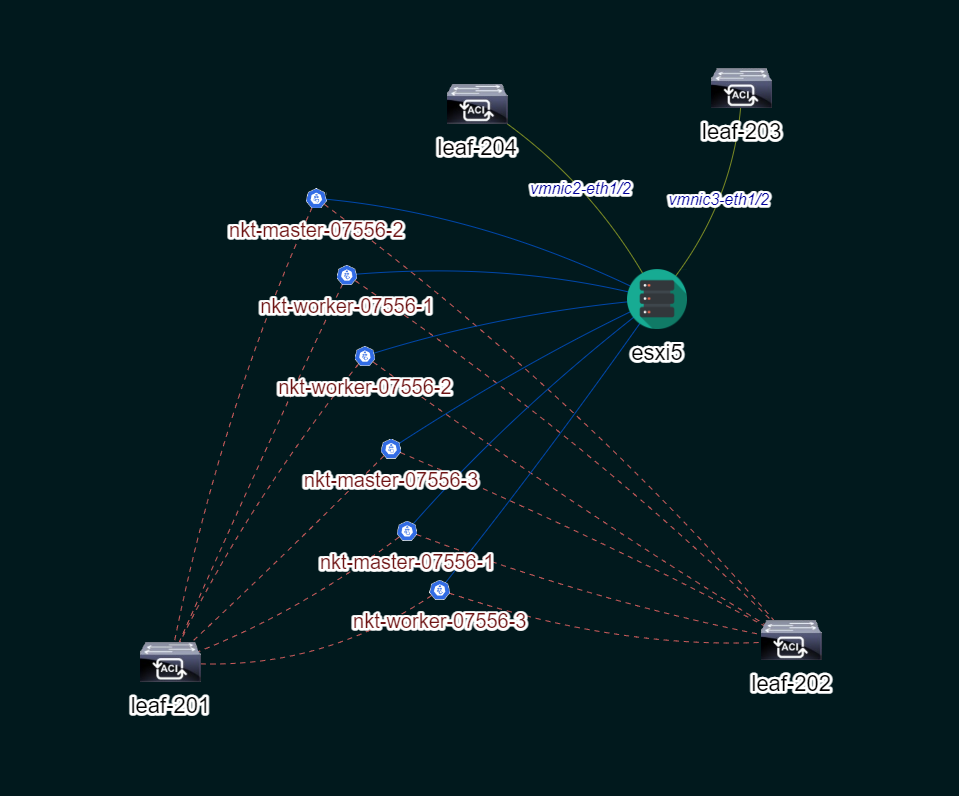 ACI
leaf-204
ACI
leaf-203
vmnic2-eth1/2
vmnic3-eth1/2
nkt-master-07556-2
nkt-worker-07556-1
esxi5
nkt-worker-07556-2
nkt-master-07556-3
nkt-master-07556-1
nkt-worker-07556-3
ACI
leaf-201
ACI
leaf-202